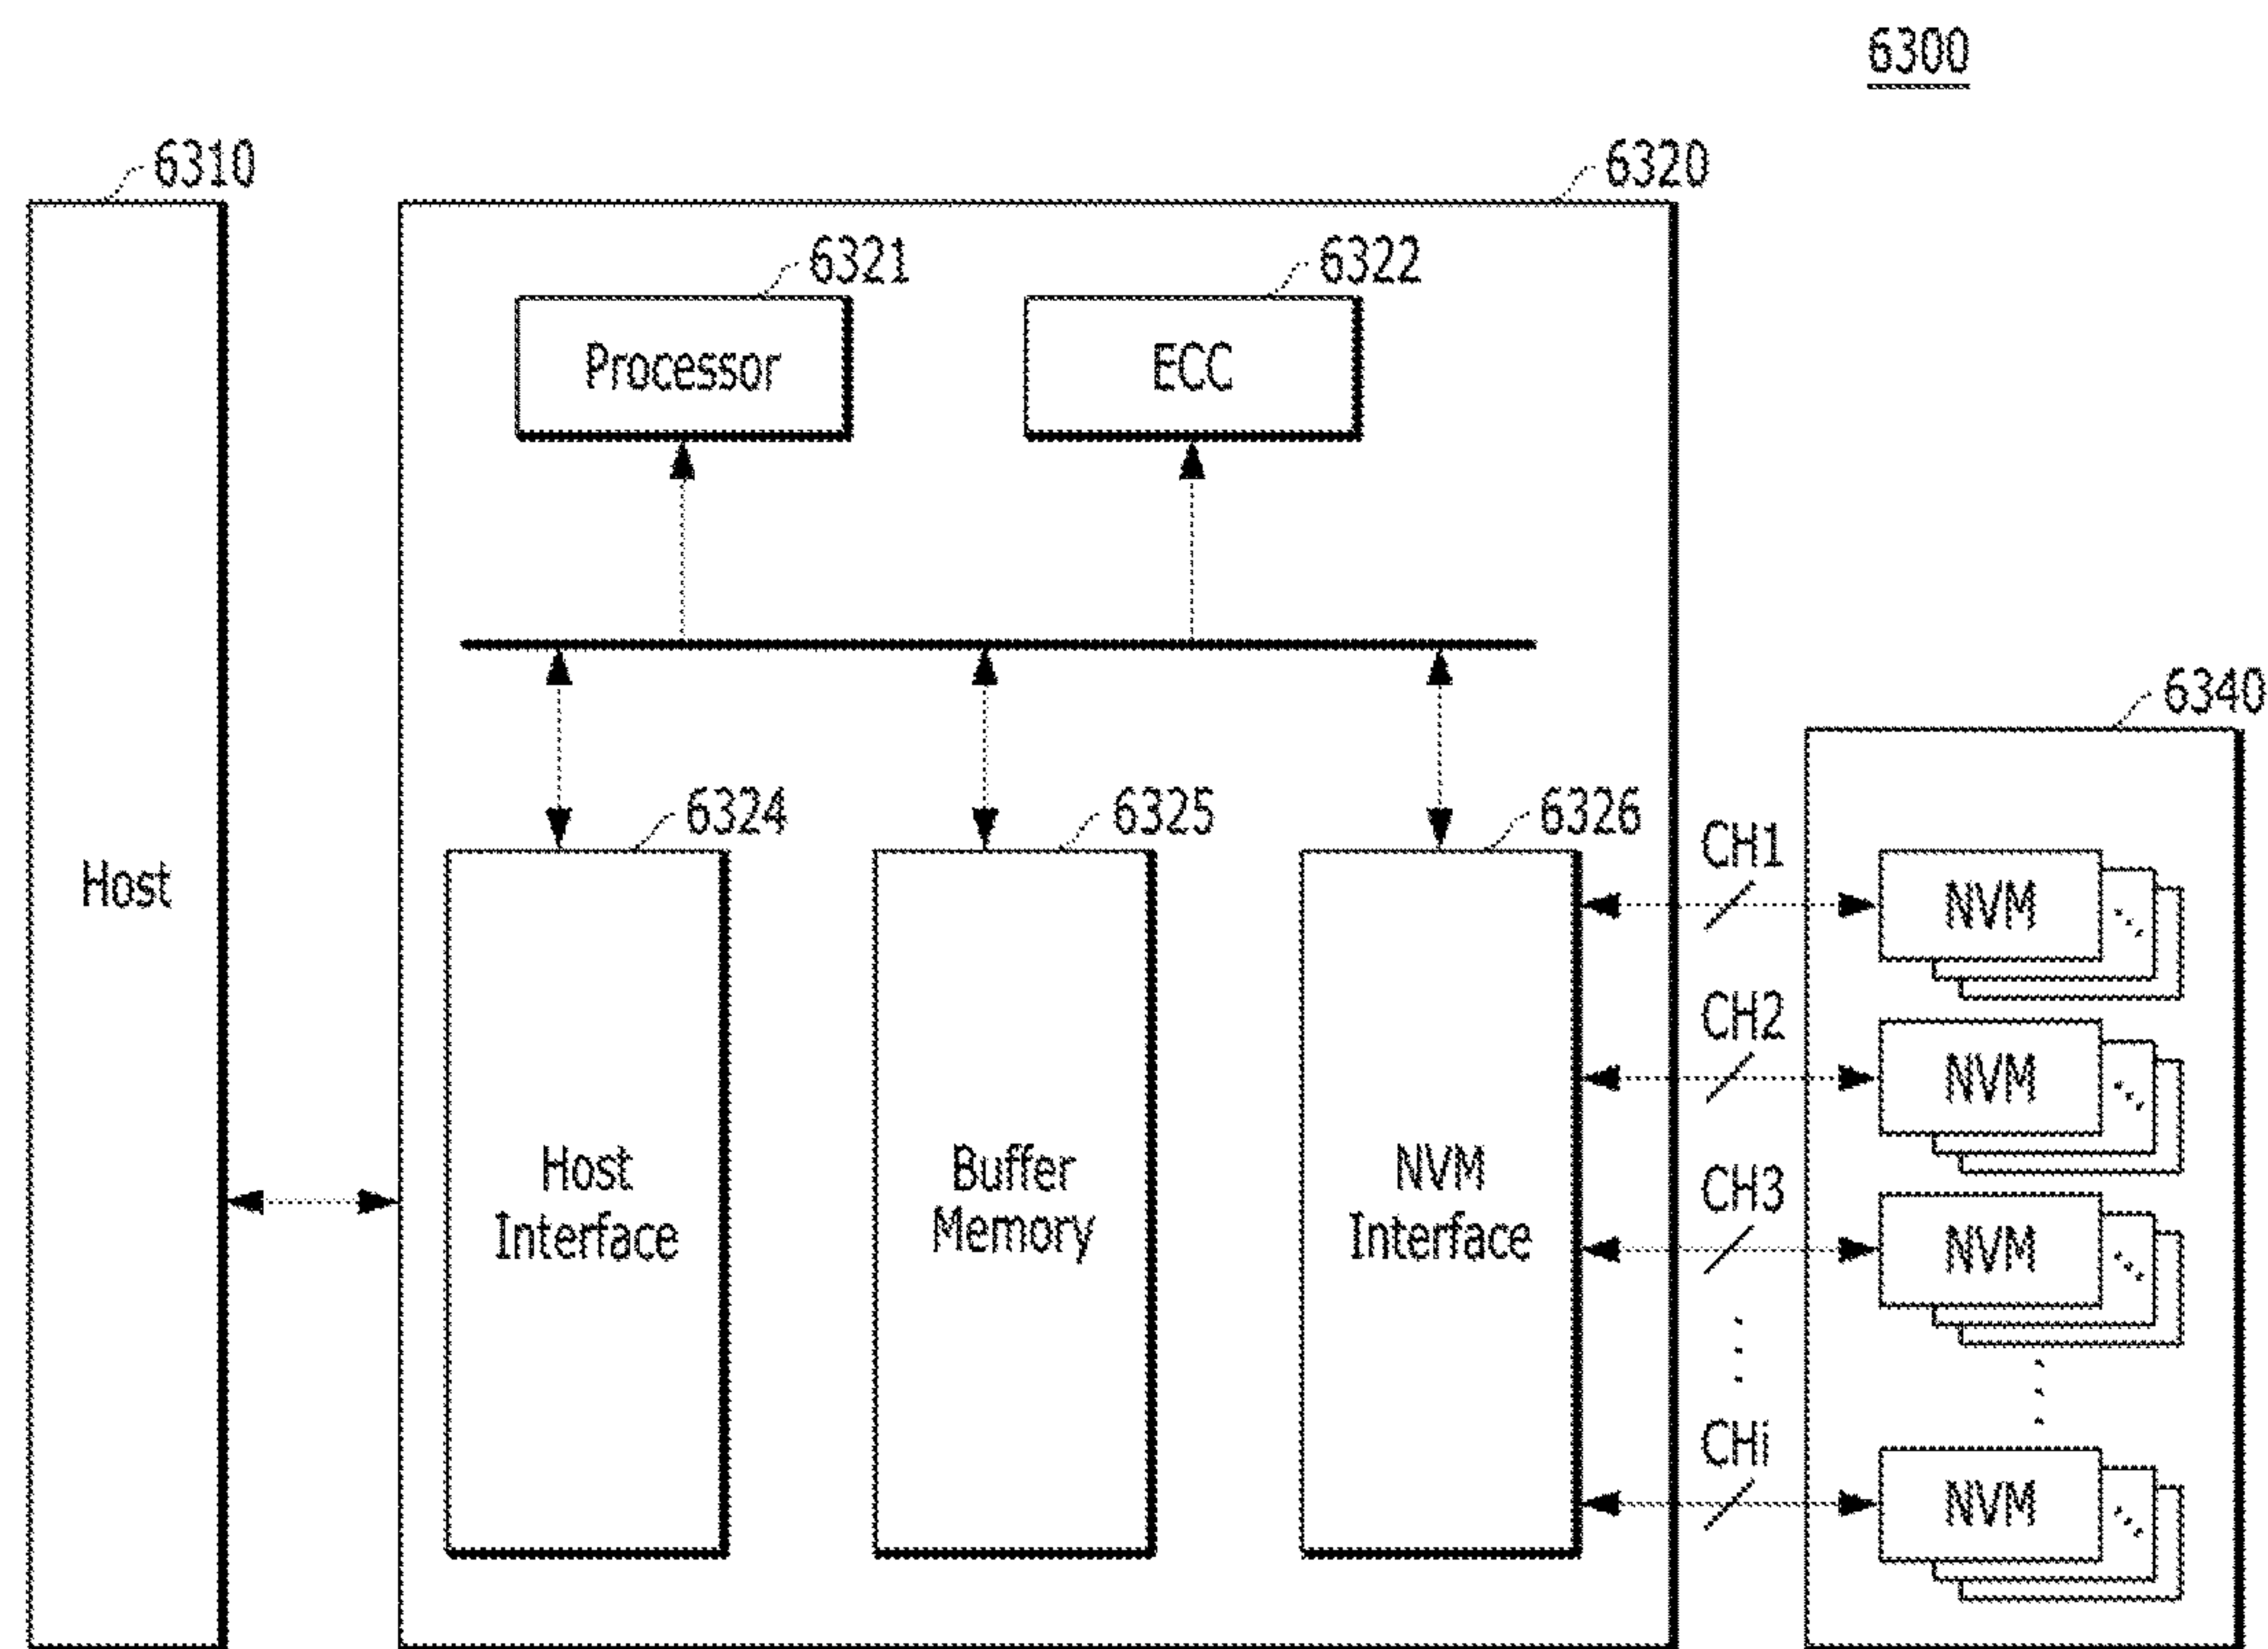 6300
6310
6320
6321
6322
Processor
ECC
6340
6324
6325
6326
CH1
Host
NVM
CH2
NVM
Host
Interface
Buffer
Memory
NVM
Interface
CH3
NVM
CHi
NVM